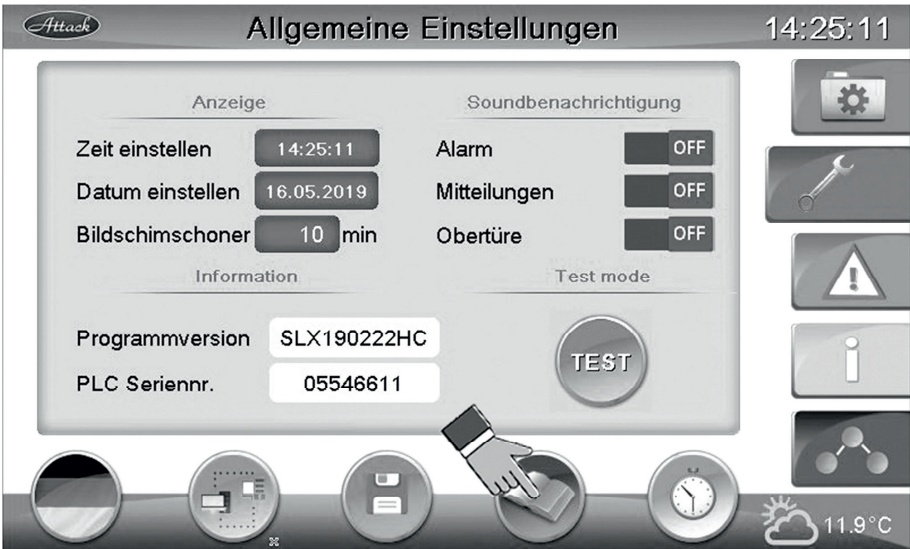 Attack
Allgemeine Einstellungen
14:25:11
Anzeige
Soundbenachrichtigung
Zeit einstellen 14:25:11
Alarm OFF
Datum einstellen 16.05.2019
Mitteilungen OFF
Bildschimschoner 10 min
Obertüre OFF
Information
Test mode
Programmversion SLX190222HC
TEST
PLC Seriennr. 05546611
11.9°C